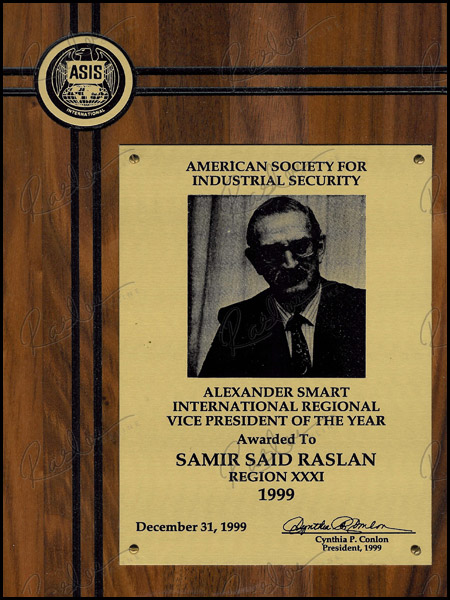 ASIS
INTERNATIONAL
AMERICAN SOCIETY FOR
INDUSTRIAL SECURITY
ALEXANDER SMART
INTERNATIONAL REGIONAL
VICE PRESIDENT OF THE YEAR
Awarded To
SAMIR SAID RASLAN
REGION XXXI
1999
December 31, 1999
Cynthia P. Conlon
Cynthia P. Conlon
President, 1999